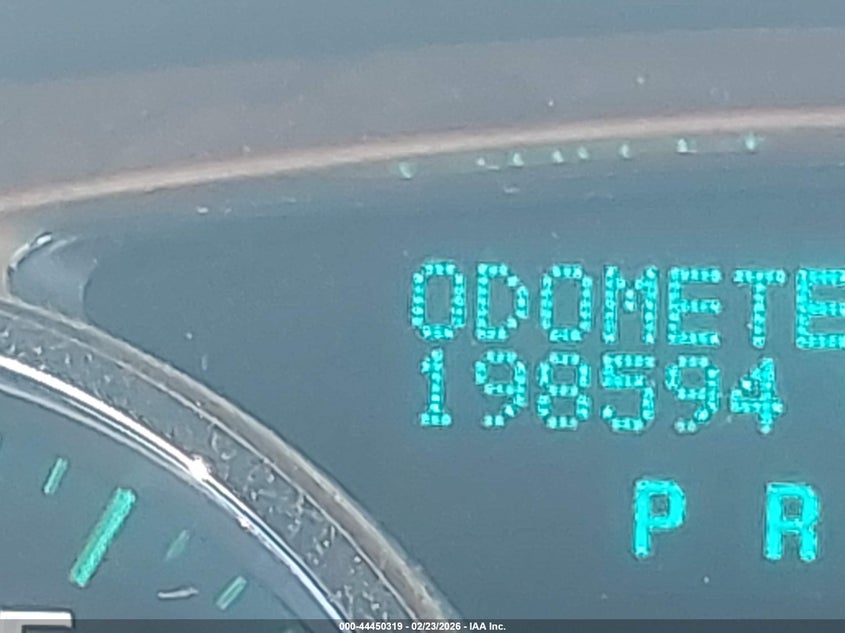 ODOMETE
198594
P R
000-44450319 - 02/23/2026 - IAA Inc.